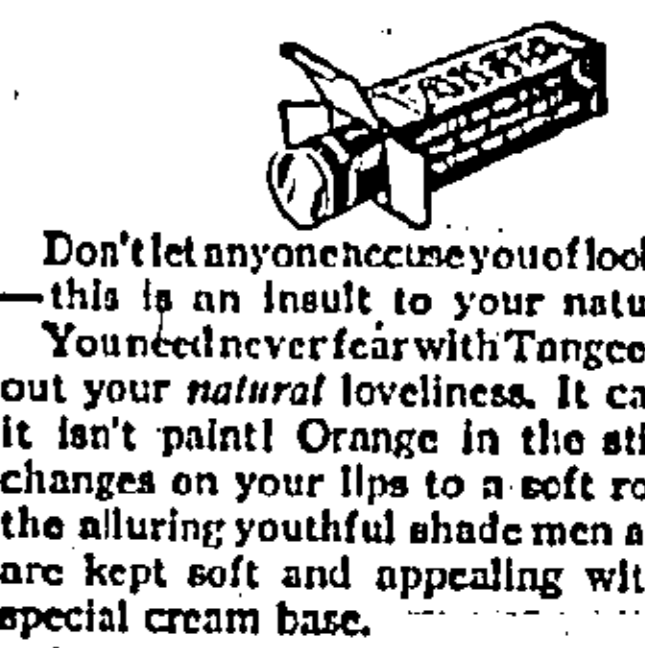 Don't let anyone accuse you of look
—this is an insult to your natu
You need never fear with Tangee
out your natural loveliness. It ca
it isn't paint! Orange in the sti
changes on your lips to a soft ro
the alluring youthful shade men a
are kept soft and appealing wit
special cream base.